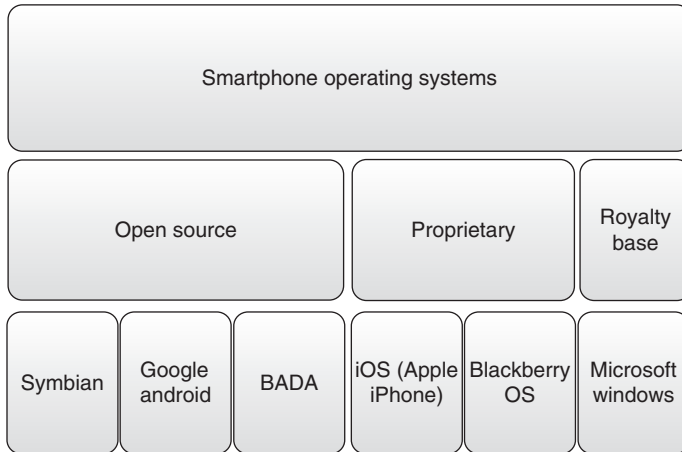 Smartphone operating systems
Open source
Proprietary
Royalty
base
Symbian
Google
android
BADA
iOS (Apple
iPhone)
Blackberry
OS
Microsoft
windows